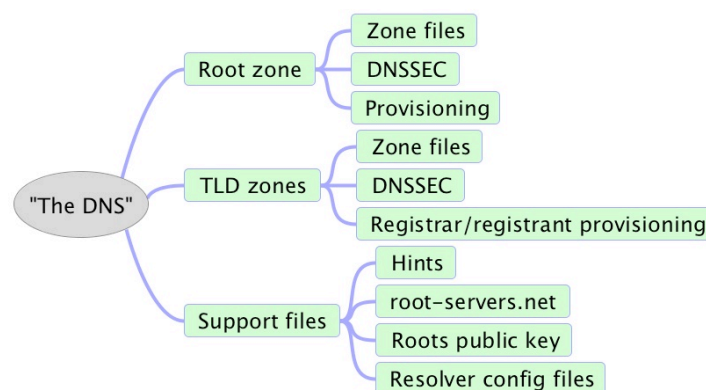 "The DNS"
Root zone
Zone files
DNSSEC
Provisioning
TLD zones
Zone files
DNSSEC
Registrar/registrant provisioning
Support files
Hints
root-servers.net
Roots public key
Resolver config files